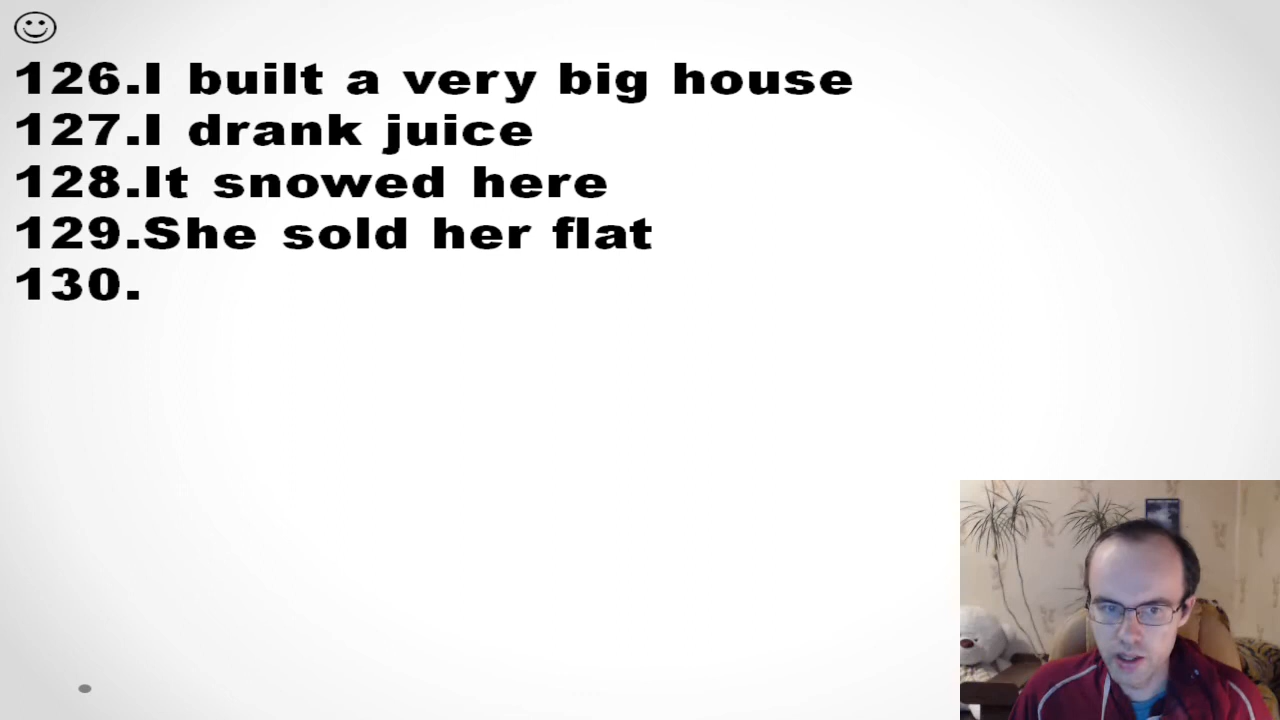 126.I built a very big house
127.I drank juice
128.It snowed here
129.She sold her flat
130.